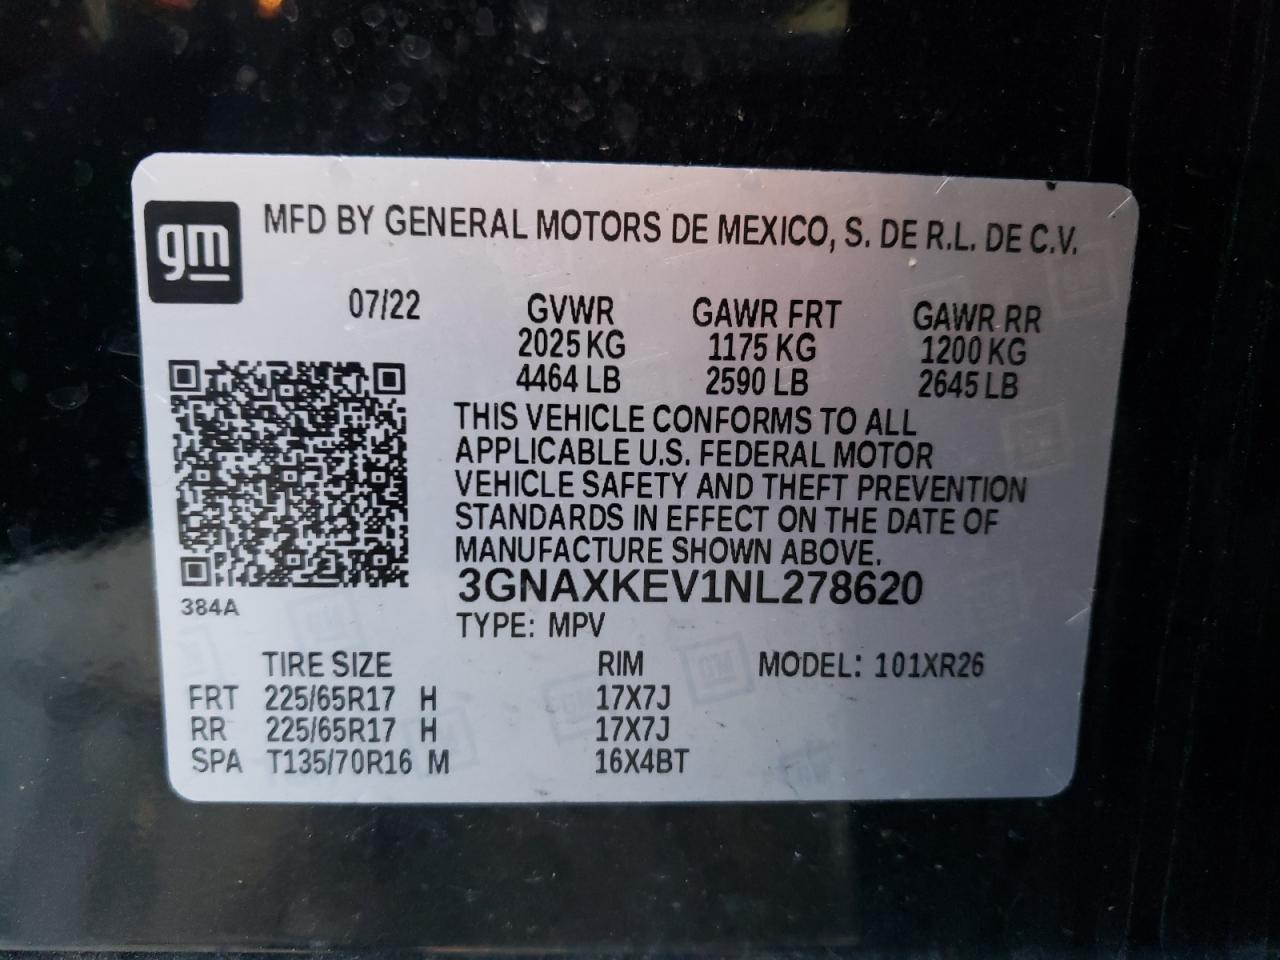 gm
MFD BY GENERAL MOTORS DE MEXICO, S. DE R.L. DE C.V.
07/22 GVWR GAWR FRT GAWR RR
2025 KG 1175 KG 1200 KG
4464 LB 2590 LB 2645 LB
THIS VEHICLE CONFORMS TO ALL
APPLICABLE U.S. FEDERAL MOTOR
VEHICLE SAFETY AND THEFT PREVENTION
STANDARDS IN EFFECT ON THE DATE OF
MANUFACTURE SHOWN ABOVE.
3GNAXKEV1NL278620
384A
TYPE: MPV
TIRE SIZE RIM MODEL: 101XR26
FRT 225/65R17 H 17X7J
RR 225/65R17 H 17X7J
SPA T135/70R16 M 16X4BT